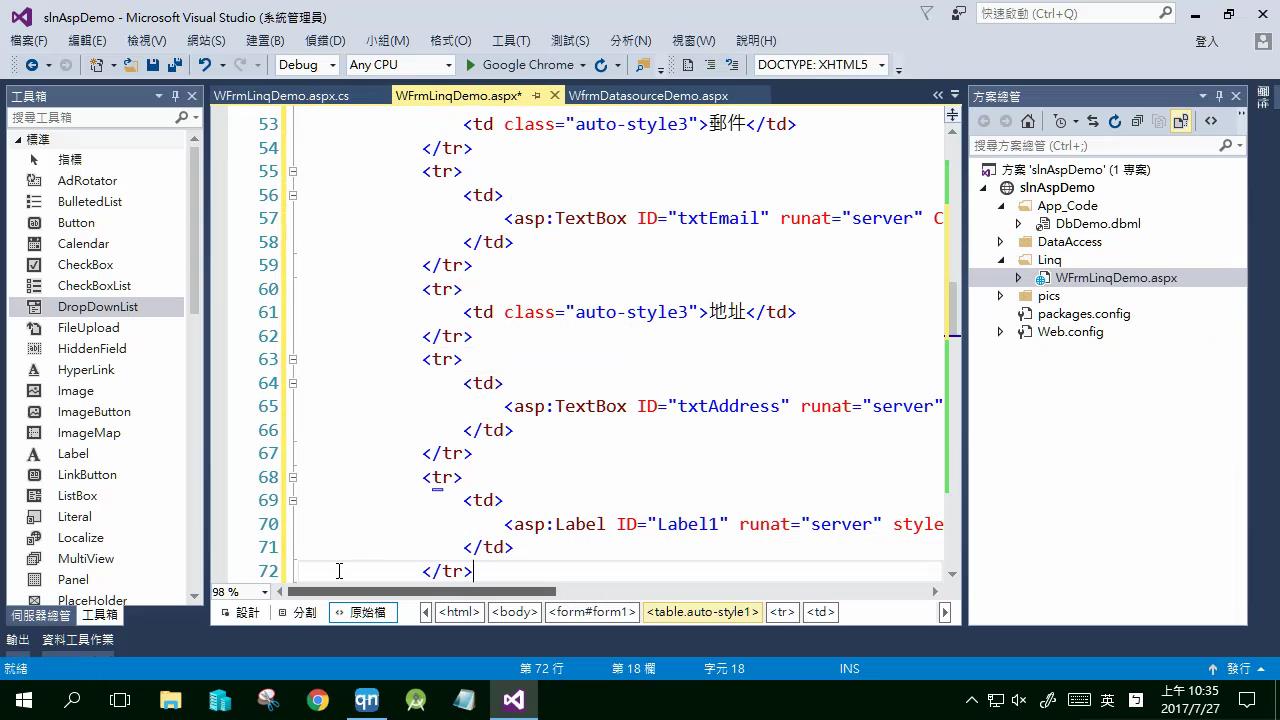 slnAspDemo - Microsoft Visual Studio (系統管理員)
快速啟動 (Ctrl+Q)
檔案(F) 編輯(E) 檢視(V) 網站(S) 建置(B) 偵錯(D) 小組(M) 格式(O) 工具(T) 測試(S) 分析(N) 視窗(W) 說明(H) 登入
Debug Any CPU Google Chrome DOCTYPE: XHTML5
工具箱
搜尋工具箱
標準
指標
AdRotator
BulletedList
Button
Calendar
CheckBox
CheckBoxList
DropDownList
FileUpload
HiddenField
HyperLink
Image
ImageButton
ImageMap
Label
LinkButton
ListBox
Literal
Localize
MultiView
Panel
PlaceHolder
伺服器總管 工具箱
WFrmLinqDemo.aspx.cs WFrmLinqDemo.aspx* WfrmDatasourceDemo.aspx
53 <td class="auto-style3">郵件</td>
54 </tr>
55 <tr>
56 <td>
57 <asp:TextBox ID="txtEmail" runat="server" C
58 </td>
59 </tr>
60 <tr>
61 <td class="auto-style3">地址</td>
62 </tr>
63 <tr>
64 <td>
65 <asp:TextBox ID="txtAddress" runat="server"
66 </td>
67 </tr>
68 <tr>
69 <td>
70 <asp:Label ID="Label1" runat="server" style
71 </td>
72 </tr>
98 %
設計 分割 原始檔 <html> <body> <form#form1> <table.auto-style1> <tr> <td>
方案總管
搜尋方案總管 (Ctrl+;)
方案 'slnAspDemo' (1 專案)
slnAspDemo
App_Code
DbDemo.dbml
DataAccess
Linq
WFrmLinqDemo.aspx
pics
packages.config
Web.config
輸出 資料工具作業
就緒 第 72 行 第 18 欄 字元 18 INS 發行
qn 英 上午 10:35
2017/7/27